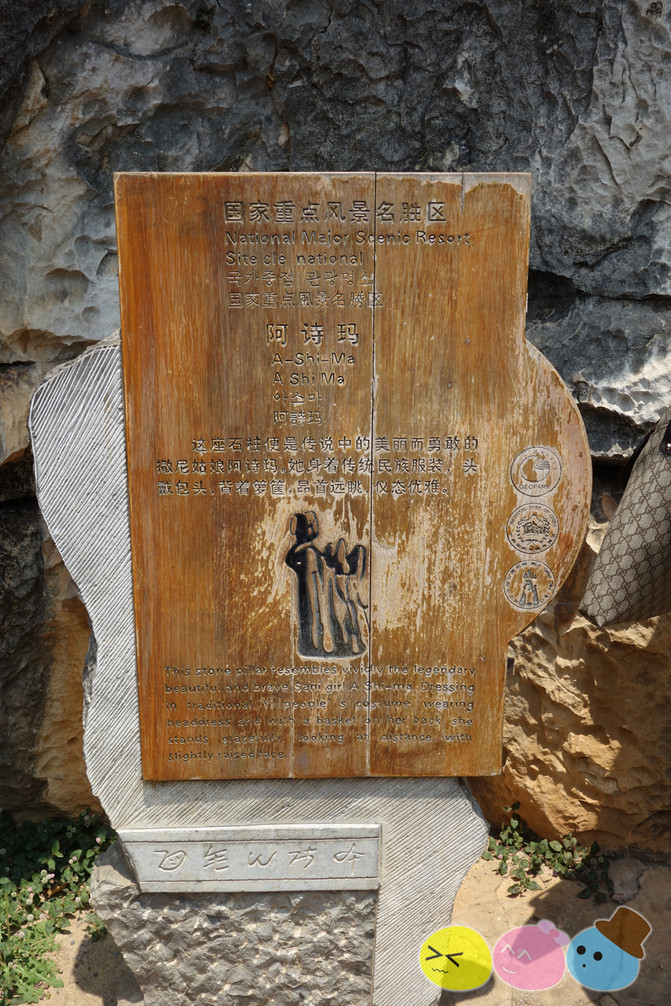 国家重点风景名胜区
National Major Scenic Resort
Site clé national
국가중점 관광명소
国家重点風景名勝区
阿诗玛
A-Shi-Ma
A Shi Ma
아스마
阿詩玛
这座石柱便是传说中的美丽而勇敢的
撒尼姑娘阿诗玛。她身着传统民族服装，头
戴包头，背着箩筐，昂首远眺，仪态优雅。
GEOPARK
This stone pillar resembles vividly the legendary
beautiful and brave Sani girl A Shi-ma. Dressing
in traditional Yi people's costume, wearing
headdress and with a basket on her back, she
stands gracefully, looking at distance with
slightly raised face.